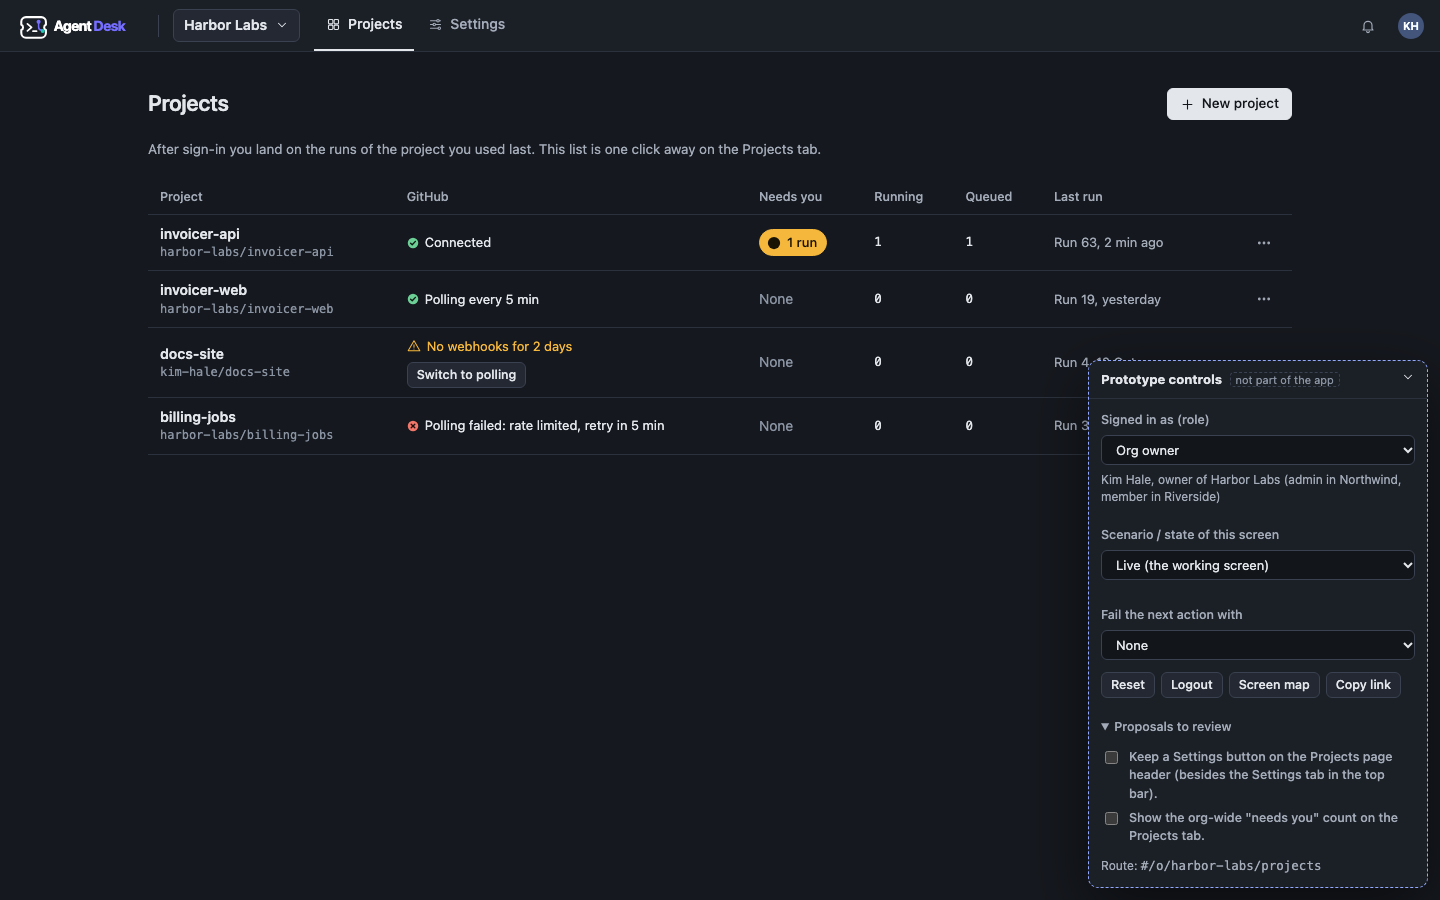 AgentDesk
Harbor Labs
Projects
Settings
KH
Projects
New project
After sign-in you land on the runs of the project you used last. This list is one click away on the Projects tab.
Project GitHub Needs you Running Queued Last run
invoicer-api
harbor-labs/invoicer-api
Connected
1 run
1
1
Run 63, 2 min ago
invoicer-web
harbor-labs/invoicer-web
Polling every 5 min
None
0
0
Run 19, yesterday
docs-site
kim-hale/docs-site
No webhooks for 2 days
Switch to polling
None
0
0
Run 4
billing-jobs
harbor-labs/billing-jobs
Polling failed: rate limited, retry in 5 min
None
0
0
Run 3
Prototype controls not part of the app
Signed in as (role)
Org owner
Kim Hale, owner of Harbor Labs (admin in Northwind,
member in Riverside)
Scenario / state of this screen
Live (the working screen)
Fail the next action with
None
Reset Logout Screen map Copy link
Proposals to review
Keep a Settings button on the Projects page
header (besides the Settings tab in the top
bar).
Show the org-wide "needs you" count on the
Projects tab.
Route: #/o/harbor-labs/projects